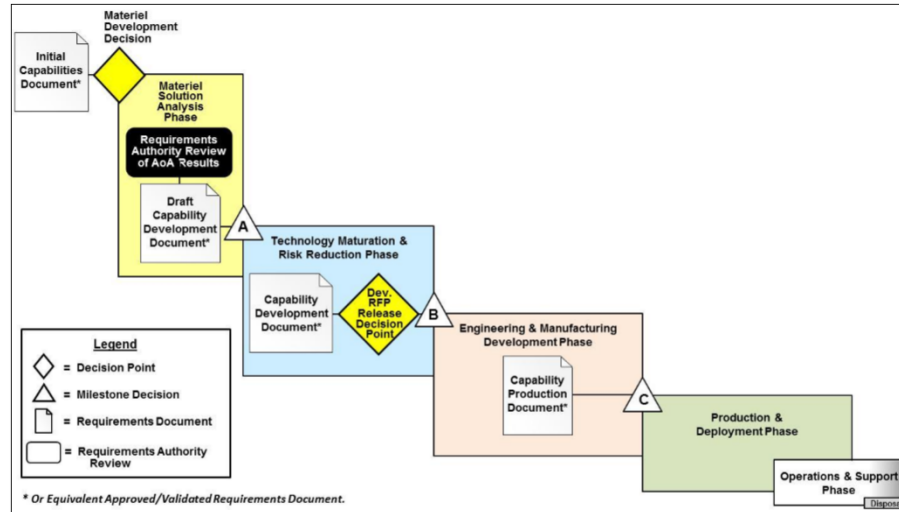 Materiel
Development
Decision
Initial
Capabilities
Document*
Materiel
Solution
Analysis
Phase
Requirements
Authority Review
of AoA Results
Draft
Capability
Development
Document*
A
Technology Maturation &
Risk Reduction Phase
Capability
Development
Document*
Dev.
RFP
Release
Decision
Point
B
Engineering & Manufacturing
Development Phase
Capability
Production
Document*
C
Production &
Deployment Phase
Operations & Support
Phase
Disposa
Legend
= Decision Point
= Milestone Decision
= Requirements Document
= Requirements Authority
Review
* Or Equivalent Approved/Validated Requirements Document.